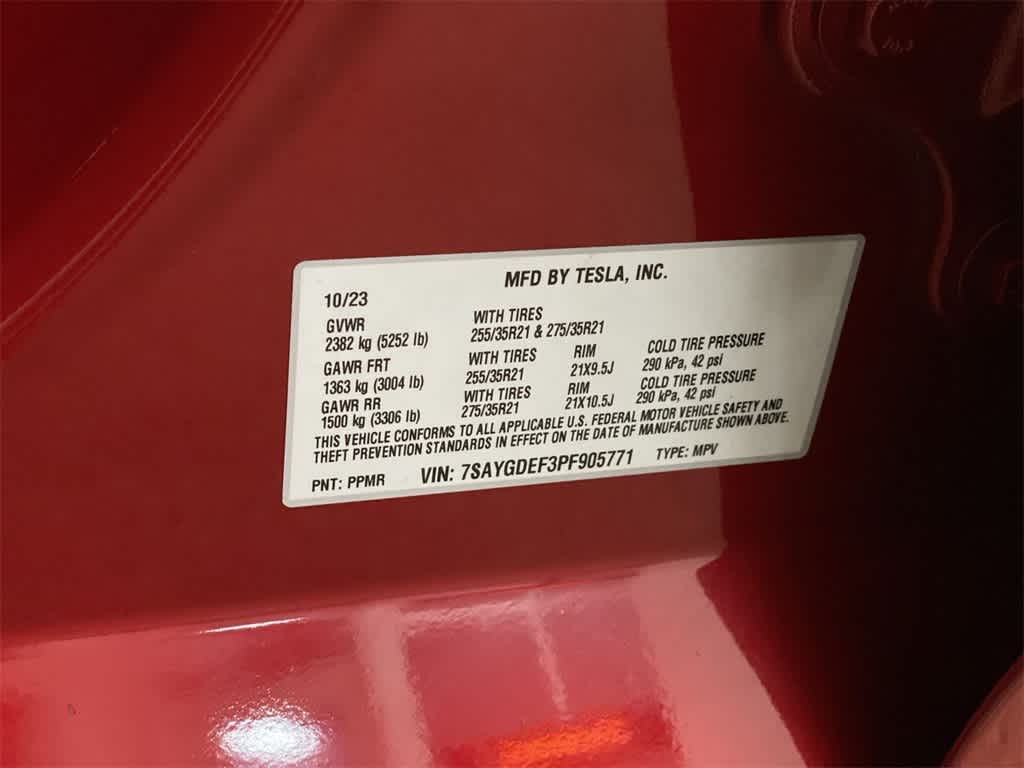 MFD BY TESLA, INC.
10/23
GVWR WITH TIRES
2382 kg (5252 lb) 255/35R21 & 275/35R21
GAWR FRT WITH TIRES RIM COLD TIRE PRESSURE
1363 kg (3004 lb) 255/35R21 21X9.5J 290 kPa, 42 psi
GAWR RR WITH TIRES RIM COLD TIRE PRESSURE
1500 kg (3306 lb) 275/35R21 21X10.5J 290 kPa, 42 psi
THIS VEHICLE CONFORMS TO ALL APPLICABLE U.S. FEDERAL MOTOR VEHICLE SAFETY AND
THEFT PREVENTION STANDARDS IN EFFECT ON THE DATE OF MANUFACTURE SHOWN ABOVE.
PNT: PPMR VIN: 7SAYGDEF3PF905771 TYPE: MPV